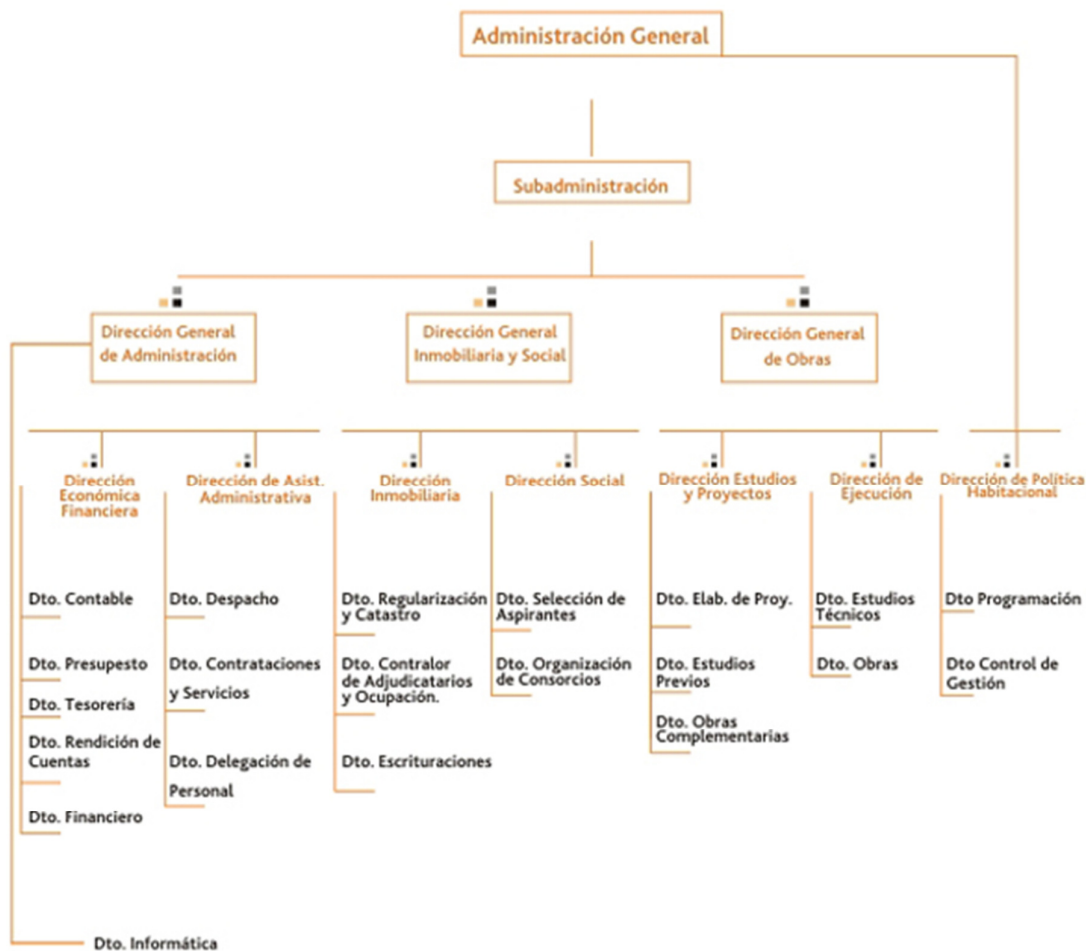 Administración General
Subadministración
Dirección General
de Administración
Dirección General
Inmobiliaria y Social
Dirección General
de Obras
Dirección
Económica
Financiera
Dirección de Asist.
Administrativa
Dirección
Inmobiliaria
Dirección Social
Dirección Estudios
y Proyectos
Dirección de
Ejecución
Dirección de Política
Habitacional
Dto. Contable
Dto. Presupesto
Dto. Tesorería
Dto. Rendición de
Cuentas
Dto. Financiero
Dto. Despacho
Dto. Contrataciones
y Servicios
Dto. Delegación de
Personal
Dto. Regularización
y Catastro
Dto. Contralor
de Adjudicatarios
y Ocupación.
Dto. Escrituraciones
Dto. Selección de
Aspirantes
Dto. Organización
de Consorcios
Dto. Elab. de Proy.
Dto. Estudios
Previos
Dto. Obras
Complementarias
Dto. Estudios
Técnicos
Dto. Obras
Dto Programación
Dto Control de
Gestión
Dto. Informática